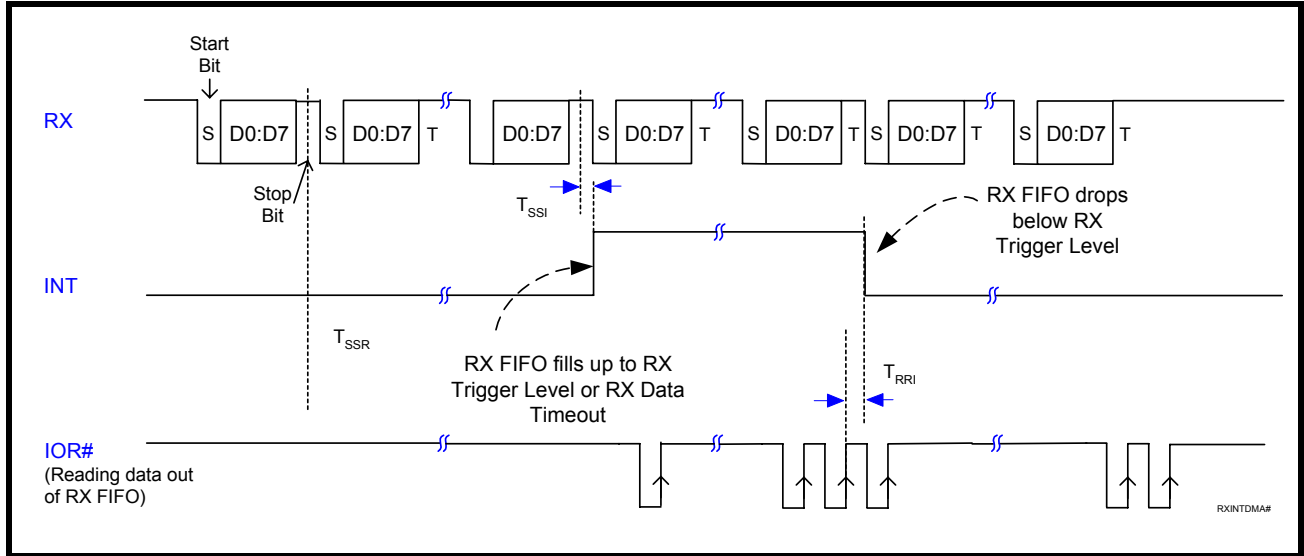 Start
Bit
RX
S D0:D7 S D0:D7 T D0:D7 S D0:D7 T S D0:D7 T S D0:D7 T S D0:D7 T
Stop
Bit
TSSI
RX FIFO drops
below RX
Trigger Level
INT
TSSR
RX FIFO fills up to RX
Trigger Level or RX Data
Timeout
TRRI
IOR#
(Reading data out
of RX FIFO)
RXINTDMA#